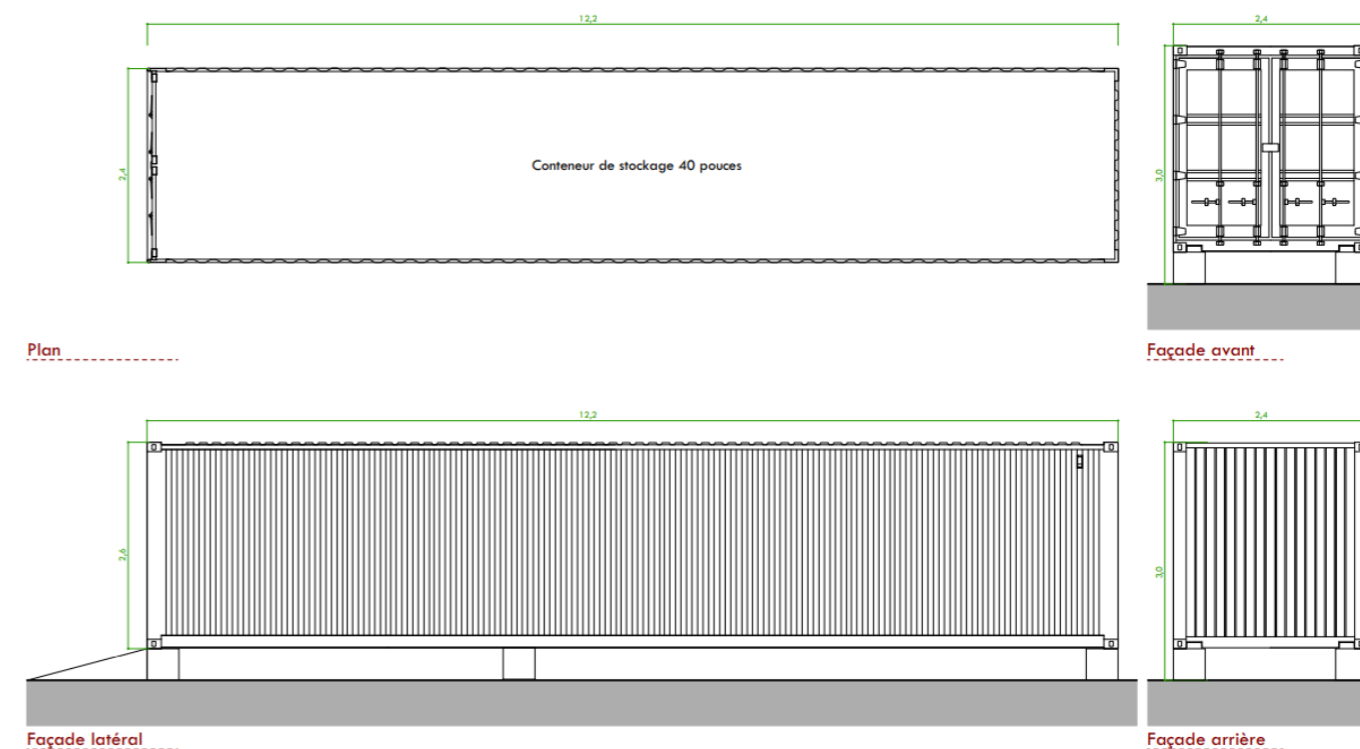 12,2
2,4
2,4
Conteneur de stockage 40 pouces
3,0
Plan
Façade avant
12,2
2,4
2,6
3,0
Façade latéral
Façade arrière